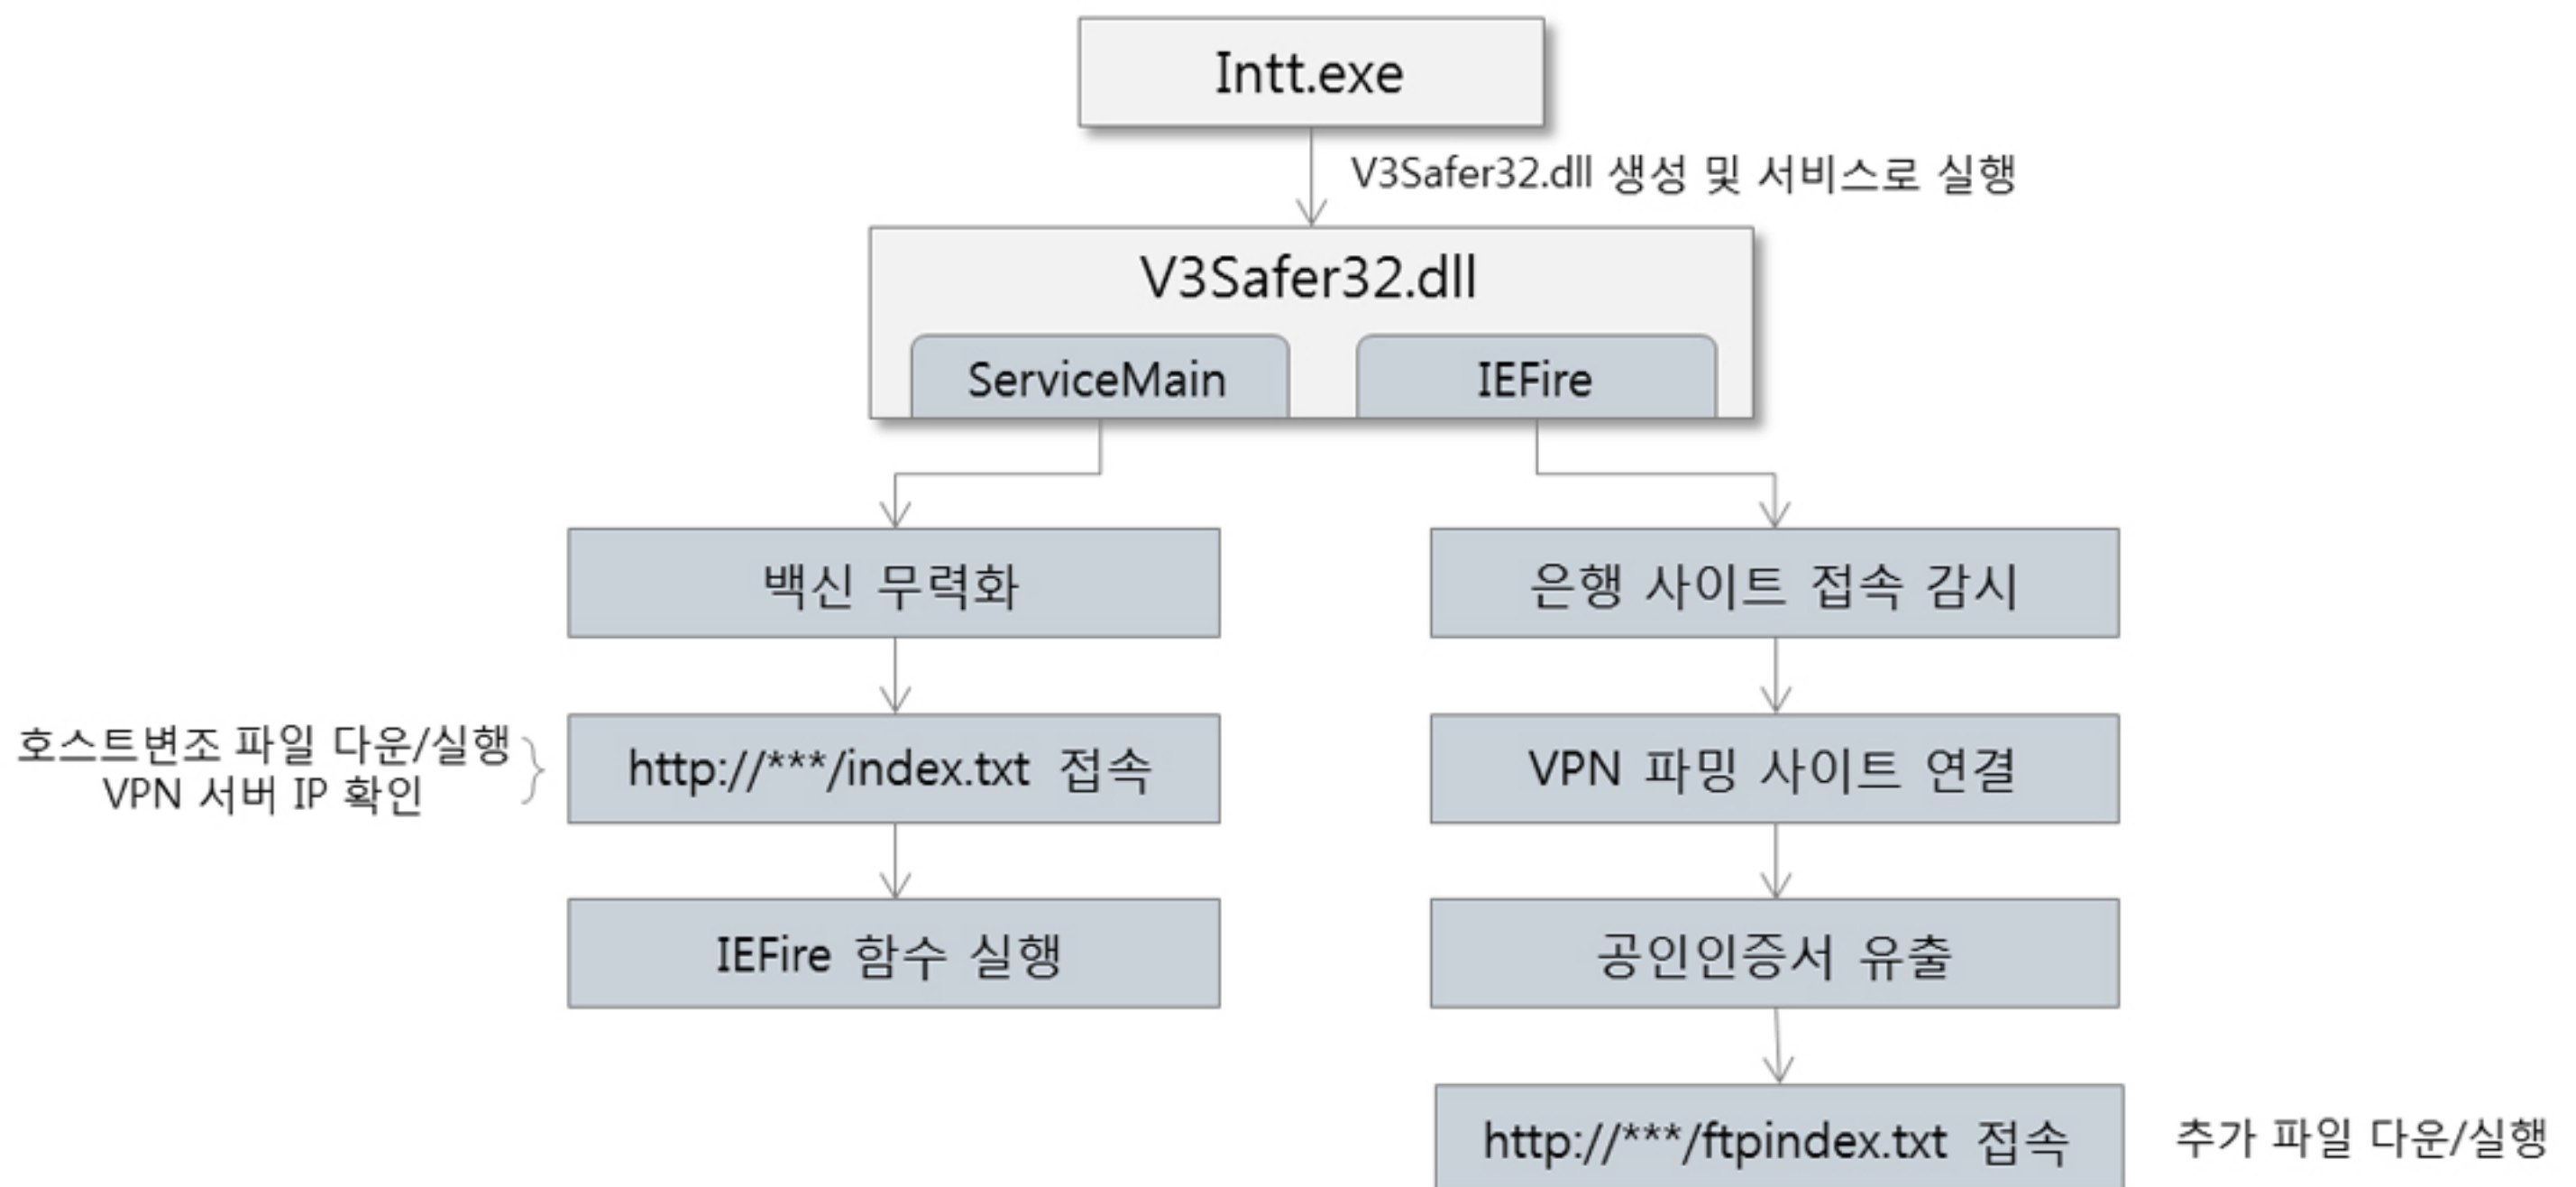 Intt.exe
V3Safer32.dll 생성 및 서비스로 실행
V3Safer32.dll
ServiceMain
IEFire
백신 무력화
은행 사이트 접속 감시
호스트변조 파일 다운/실행
VPN 서버 IP 확인
http://***/index.txt 접속
VPN 파밍 사이트 연결
IEFire 함수 실행
공인인증서 유출
http://***/ftpindex.txt 접속
추가 파일 다운/실행